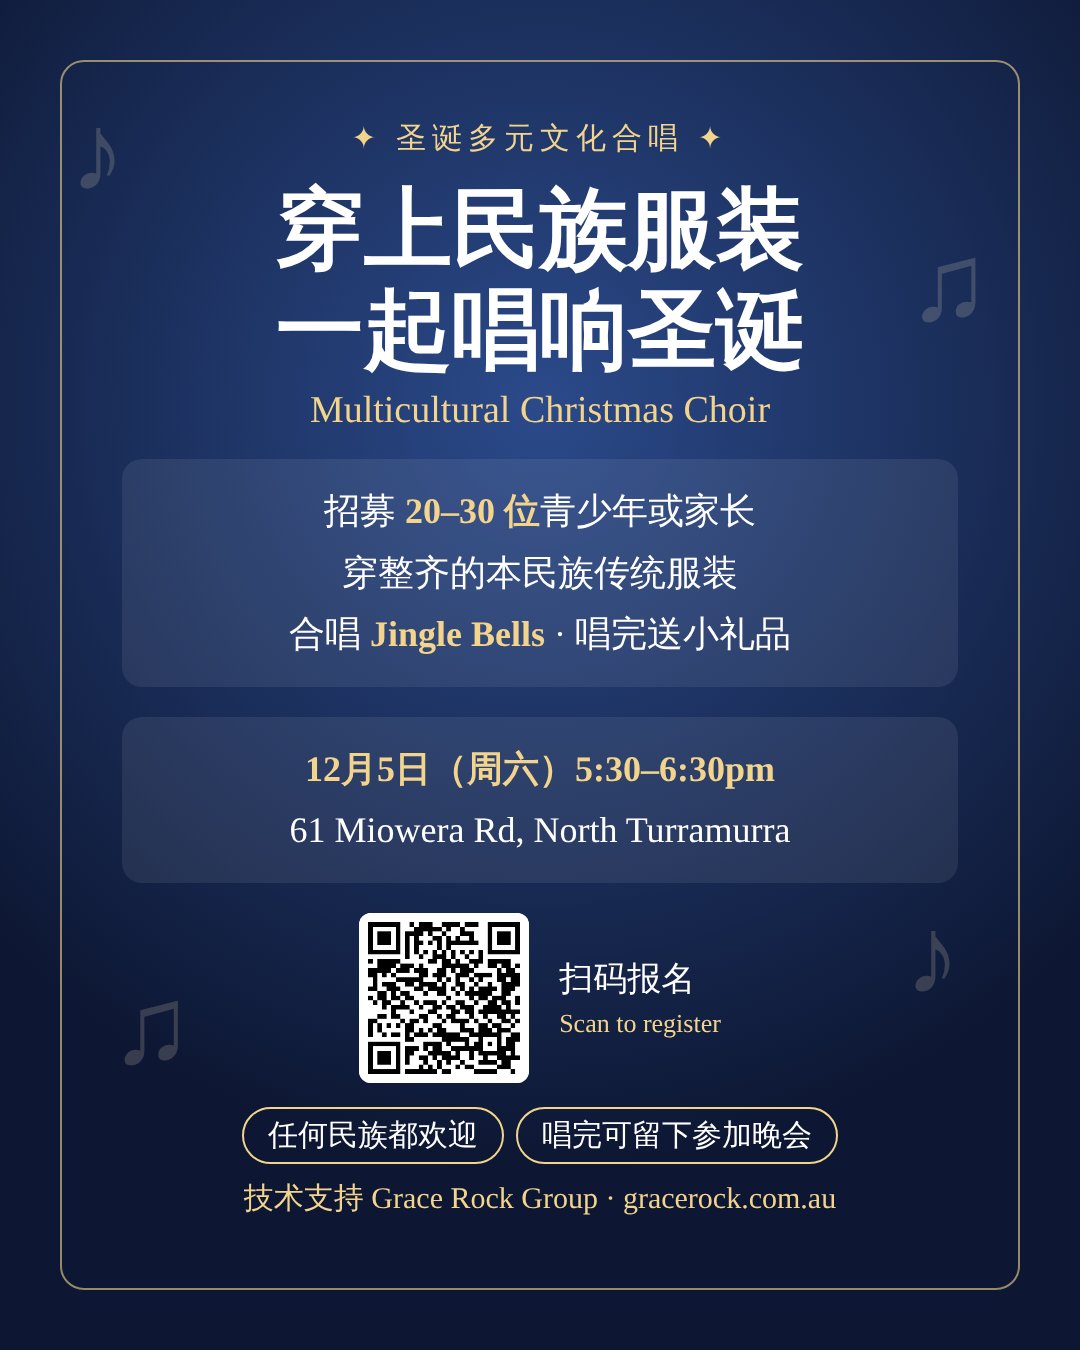 ✦ 圣诞多元文化合唱 ✦
穿上民族服装
一起唱响圣诞
Multicultural Christmas Choir
招募 20–30 位青少年或家长
穿整齐的本民族传统服装
合唱 Jingle Bells · 唱完送小礼品
12月5日（周六）5:30–6:30pm
61 Miowera Rd, North Turramurra
扫码报名
Scan to register
任何民族都欢迎 唱完可留下参加晚会
技术支持 Grace Rock Group · gracerock.com.au